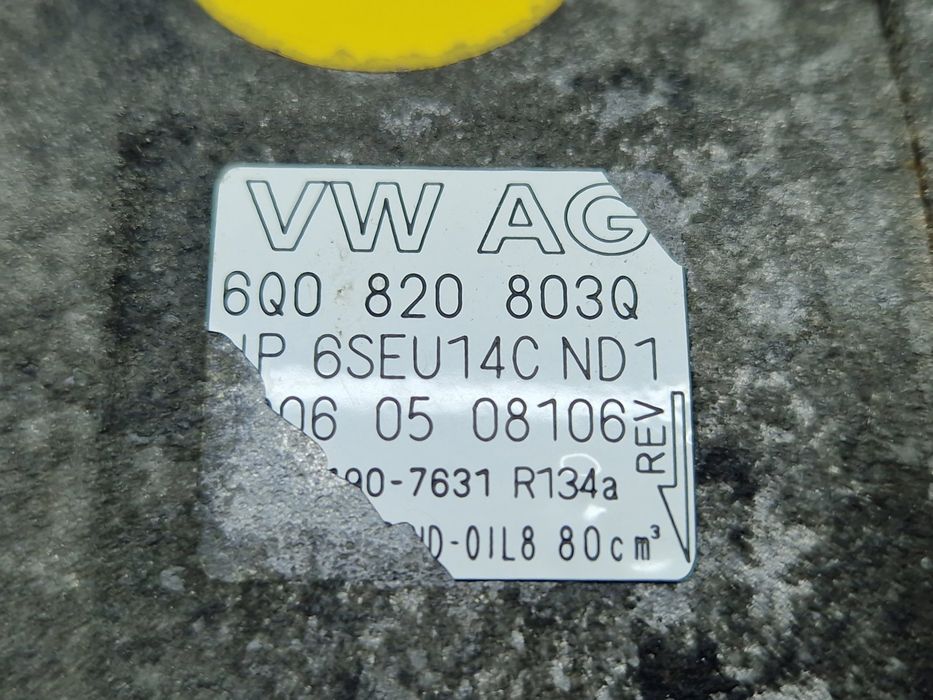 VW AG
6Q0 820 803Q
6SEU14C ND1
06 05 08106
90-7631 R134a
-OIL8 80cm³
REV